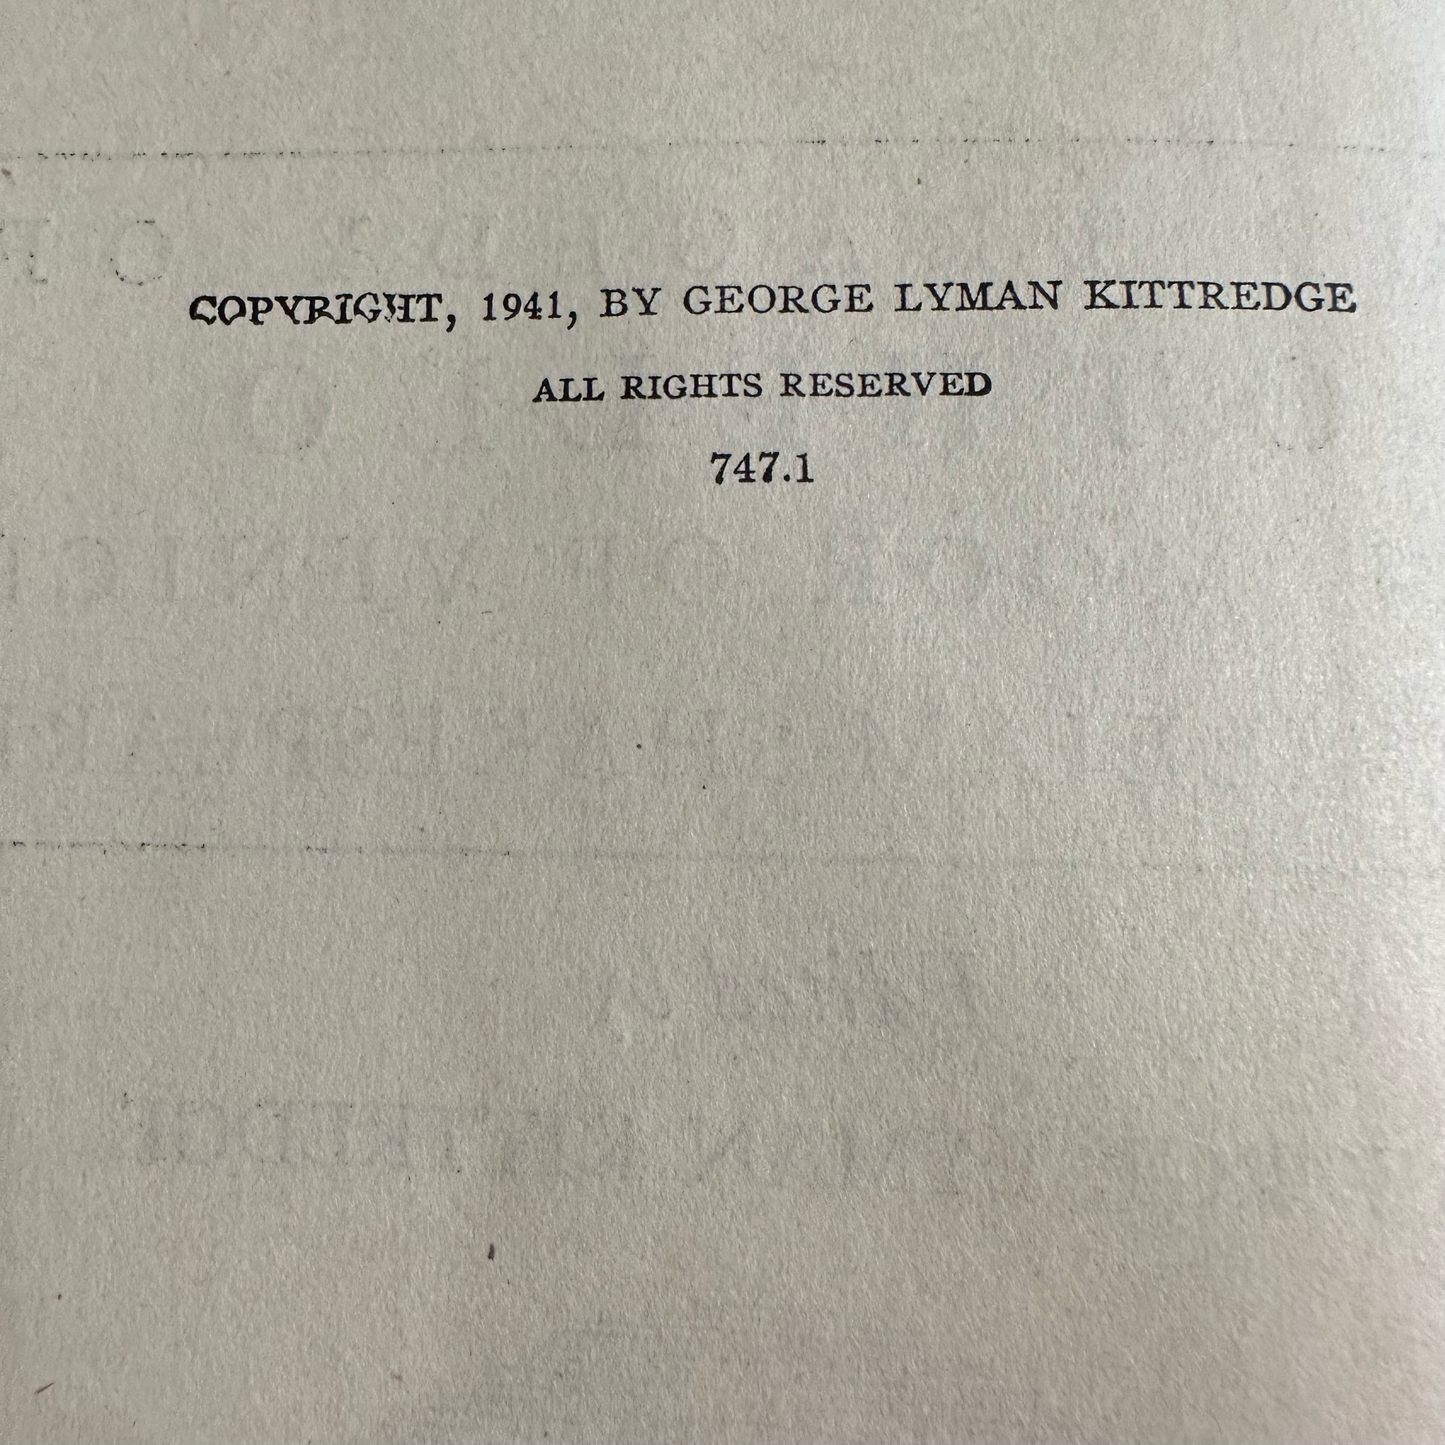 COPYRIGHT, 1941, BY GEORGE LYMAN KITTREDGE
ALL RIGHTS RESERVED
747.1